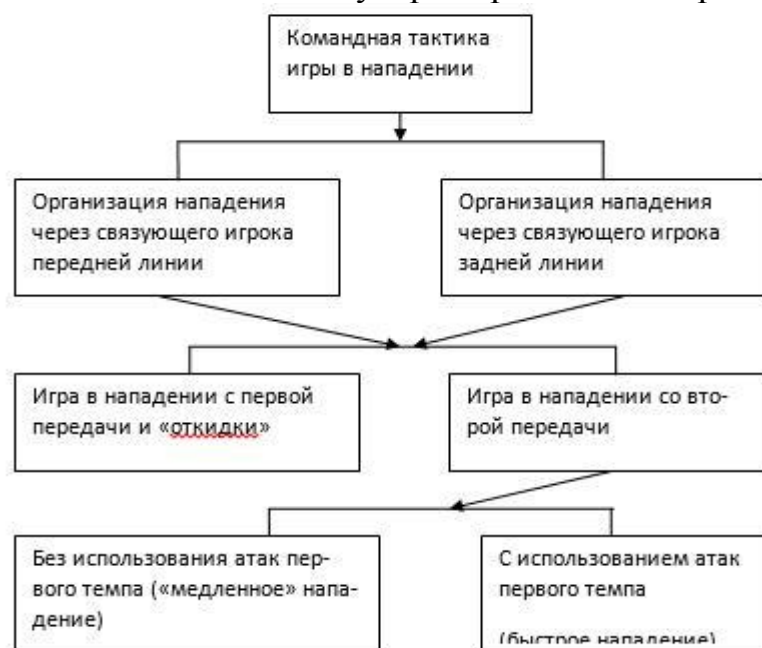 Командная тактика
игры в нападении
Организация нападения
через связующего игрока
передней линии
Организация нападения
через связующего игрока
задней линии
Игра в нападении с первой
передачи и «откидки»
Игра в нападении со вто-
рой передачи
Без использования атак пер-
вого темпа («медленное» напа-
дение)
С использованием атак
первого темпа
(быстрое нападение)